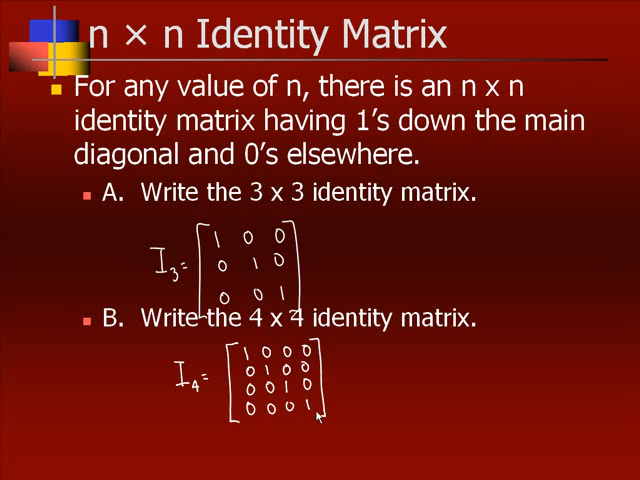 n × n Identity Matrix
For any value of n, there is an n x n
identity matrix having 1's down the main
diagonal and 0's elsewhere.
A. Write the 3 x 3 identity matrix.
1 0 0
I3 = 0 1 0
0 0 1
B. Write the 4 x 4 identity matrix.
1 0 0 0
I4 = 0 1 0 0
0 0 1 0
0 0 0 1